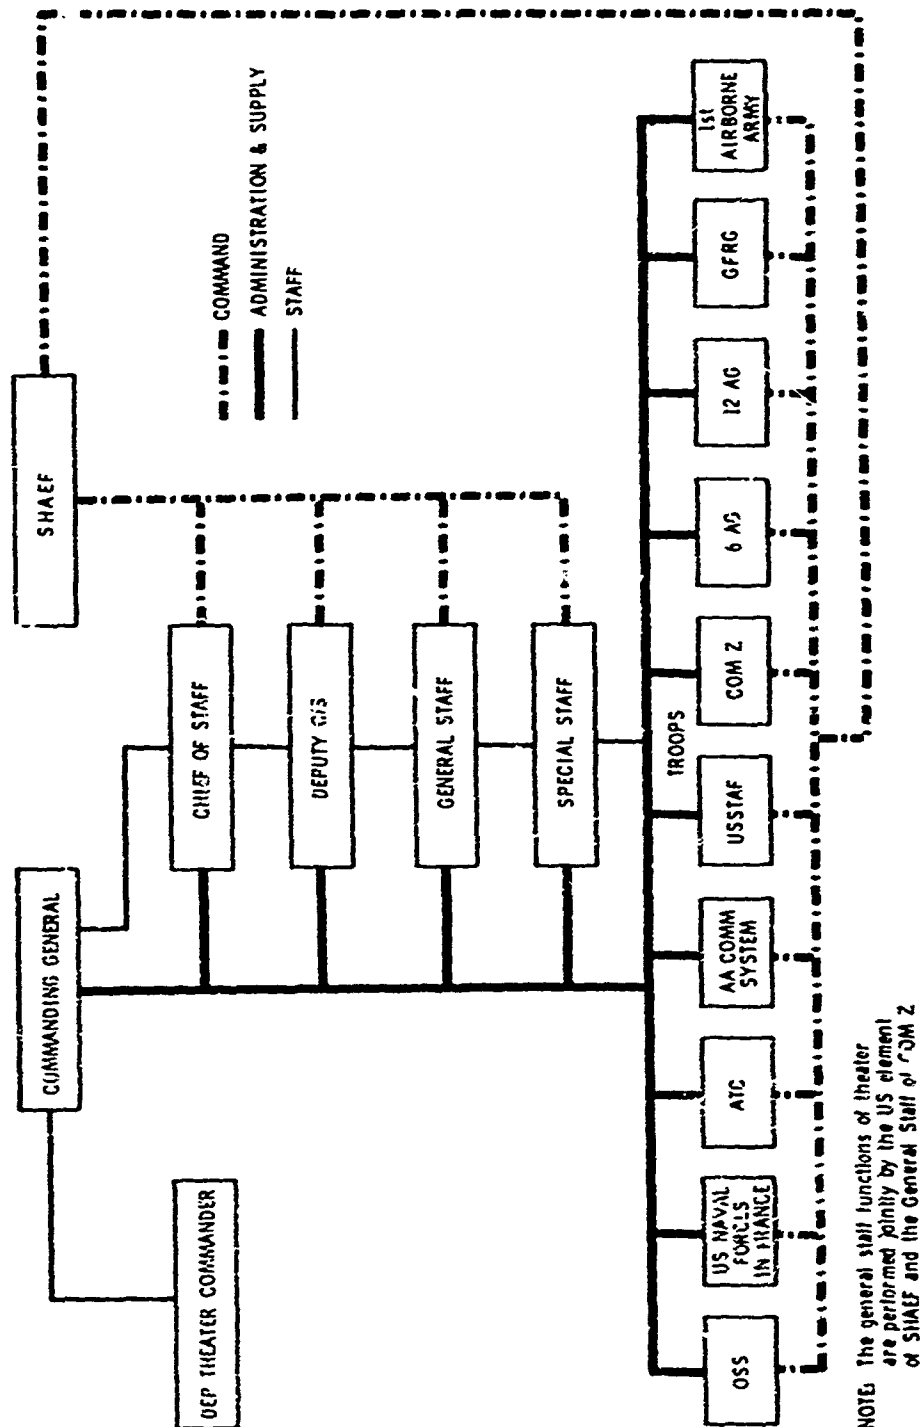 SHAEF
COMMANDING GENERAL
DEP THEATER COMMANDER
COMMAND
ADMINISTRATION & SUPPLY
STAFF
CHIEF OF STAFF
DEPUTY C/S
GENERAL STAFF
SPECIAL STAFF
TROOPS
OSS
US NAVAL
FORCES
IN FRANCE
ATC
AA COMM
SYSTEM
USSTAF
COM Z
6 AG
12 AG
GFRG
1st
AIRBORNE
ARMY
NOTE: The general staff functions of theater
are performed jointly by the US element
of SHAEF and the General Staff of COM Z